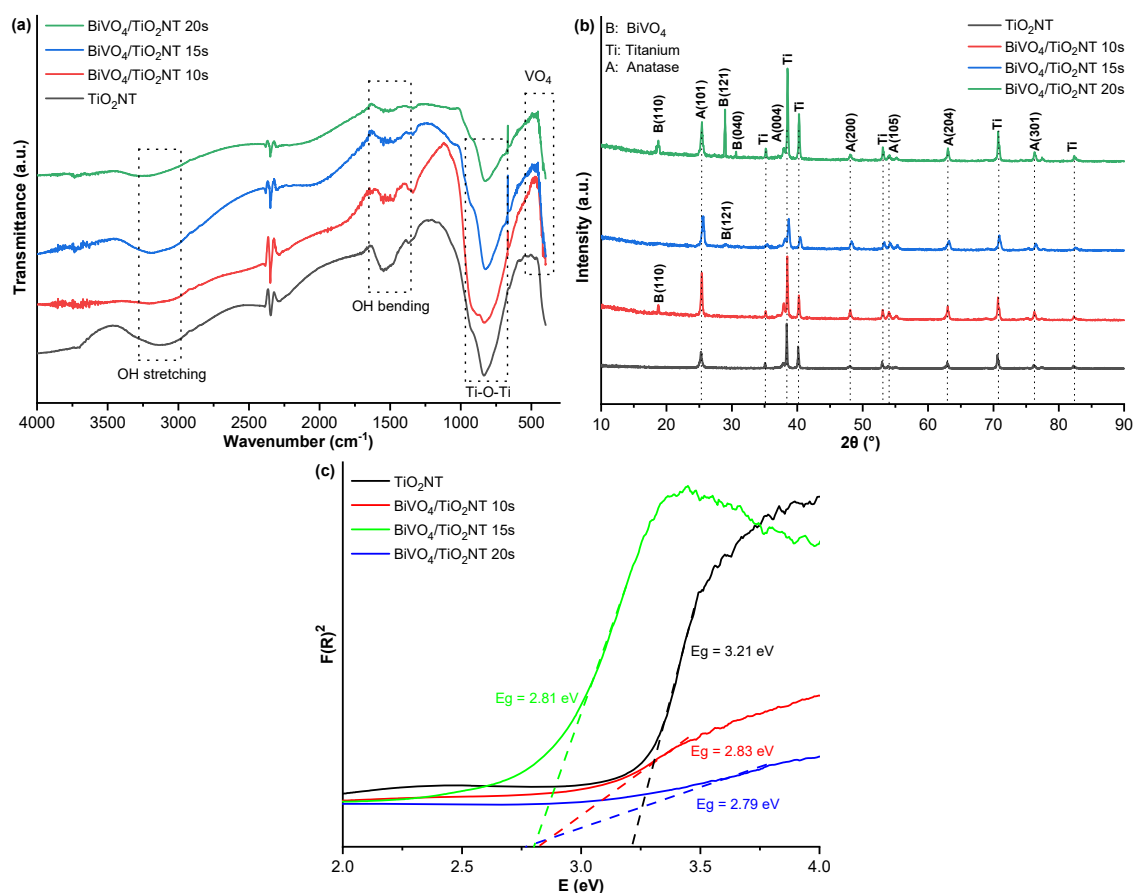 (a)
BiVO₄/TiO₂NT 20s
BiVO₄/TiO₂NT 15s
BiVO₄/TiO₂NT 10s
TiO₂NT
VO₄
OH stretching
OH bending
Ti-O-Ti
Transmittance (a.u.)
4000 3500 3000 2500 2000 1500 1000 500
Wavenumber (cm⁻¹)
(b)
B: BiVO₄
Ti: Titanium
A: Anatase
TiO₂NT
BiVO₄/TiO₂NT 10s
BiVO₄/TiO₂NT 15s
BiVO₄/TiO₂NT 20s
B(110)
A(101)
B(121)
B(040)
Ti
A(004)
Ti
Ti
A(200)
Ti
A(105)
A(204)
Ti
A(301)
Ti
B(121)
B(110)
Intensity (a.u.)
10 20 30 40 50 60 70 80 90
2θ (°)
(c)
TiO₂NT
BiVO₄/TiO₂NT 10s
BiVO₄/TiO₂NT 15s
BiVO₄/TiO₂NT 20s
Eg = 3.21 eV
Eg = 2.81 eV
Eg = 2.83 eV
Eg = 2.79 eV
F(R)²
2.0 2.5 3.0 3.5 4.0
E (eV)